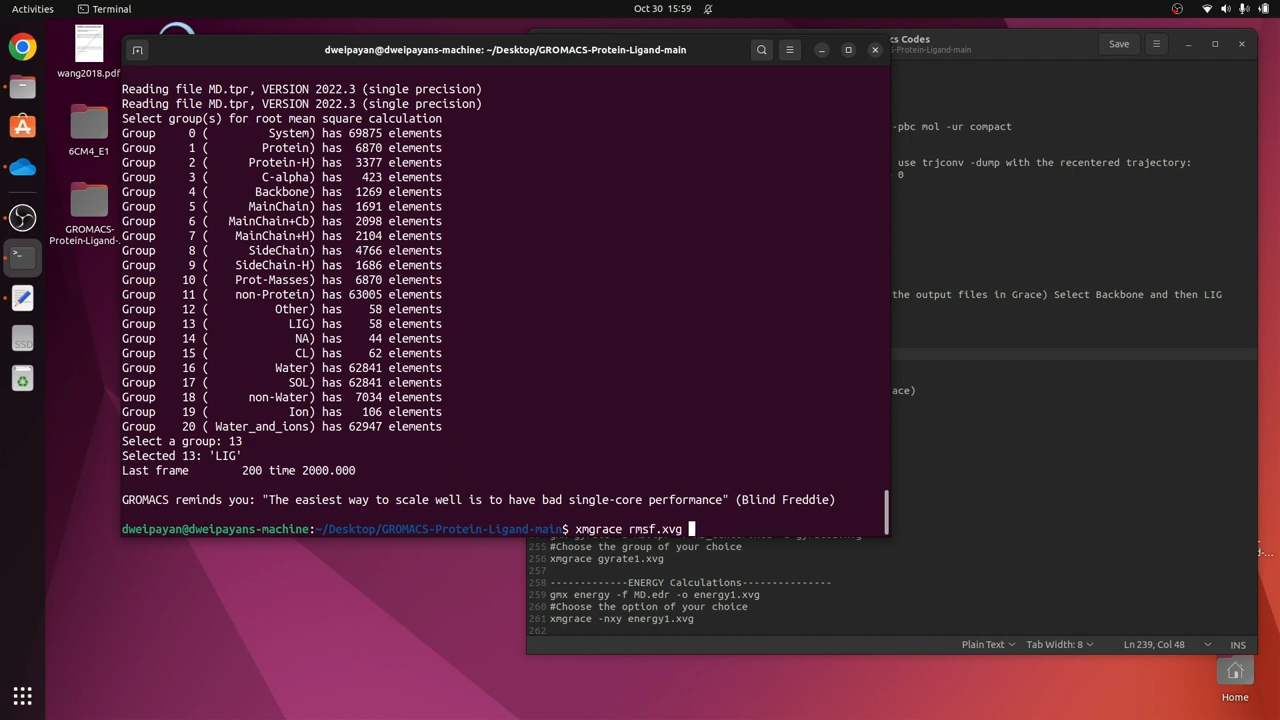 Activities
Terminal
Oct 30 15:59
wang2018.pdf
6CM4_E1
GROMACS-
Protein-Ligand-...
SSD
dweipayan@dweipayans-machine: ~/Desktop/GROMACS-Protein-Ligand-main
Reading file MD.tpr, VERSION 2022.3 (single precision)
Reading file MD.tpr, VERSION 2022.3 (single precision)
Select group(s) for root mean square calculation
Group     0 (         System) has 69875 elements
Group     1 (        Protein) has  6870 elements
Group     2 (      Protein-H) has  3377 elements
Group     3 (        C-alpha) has   423 elements
Group     4 (       Backbone) has  1269 elements
Group     5 (      MainChain) has  1691 elements
Group     6 (   MainChain+Cb) has  2098 elements
Group     7 (    MainChain+H) has  2104 elements
Group     8 (      SideChain) has  4766 elements
Group     9 (    SideChain-H) has  1686 elements
Group    10 (    Prot-Masses) has  6870 elements
Group    11 (    non-Protein) has 63005 elements
Group    12 (          Other) has    58 elements
Group    13 (            LIG) has    58 elements
Group    14 (             NA) has    44 elements
Group    15 (             CL) has    62 elements
Group    16 (          Water) has 62841 elements
Group    17 (            SOL) has 62841 elements
Group    18 (      non-Water) has  7034 elements
Group    19 (            Ion) has   106 elements
Group    20 ( Water_and_ions) has 62947 elements
Select a group: 13
Selected 13: 'LIG'
Last frame        200 time 2000.000
GROMACS reminds you: "The easiest way to scale well is to have bad single-core performance" (Blind Freddie)
dweipayan@dweipayans-machine:~/Desktop/GROMACS-Protein-Ligand-main$ xmgrace rmsf.xvg
s Codes
S-Protein-Ligand-main
Save
-pbc mol -ur compact
use trjconv -dump with the recentered trajectory:
0
the output files in Grace) Select Backbone and then LIG
ace)
255 #Choose the group of your choice
256 xmgrace gyrate1.xvg
257
258 -------------ENERGY Calculations---------------
259 gmx energy -f MD.edr -o energy1.xvg
260 #Choose the option of your choice
261 xmgrace -nxy energy1.xvg
262
Plain Text
Tab Width: 8
Ln 239, Col 48
INS
Home